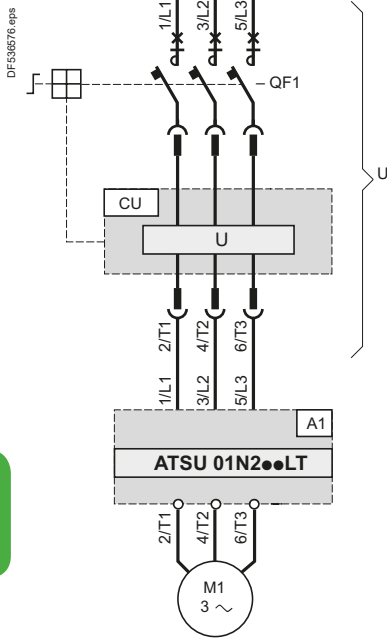 DF536576.eps
1/L1
3/L2
5/L3
QF1
U
CU
U
2/T1
4/T2
6/T3
1/L1
3/L2
5/L3
A1
ATSU 01N2●●LT
2/T1
4/T2
6/T3
M1
3 ~